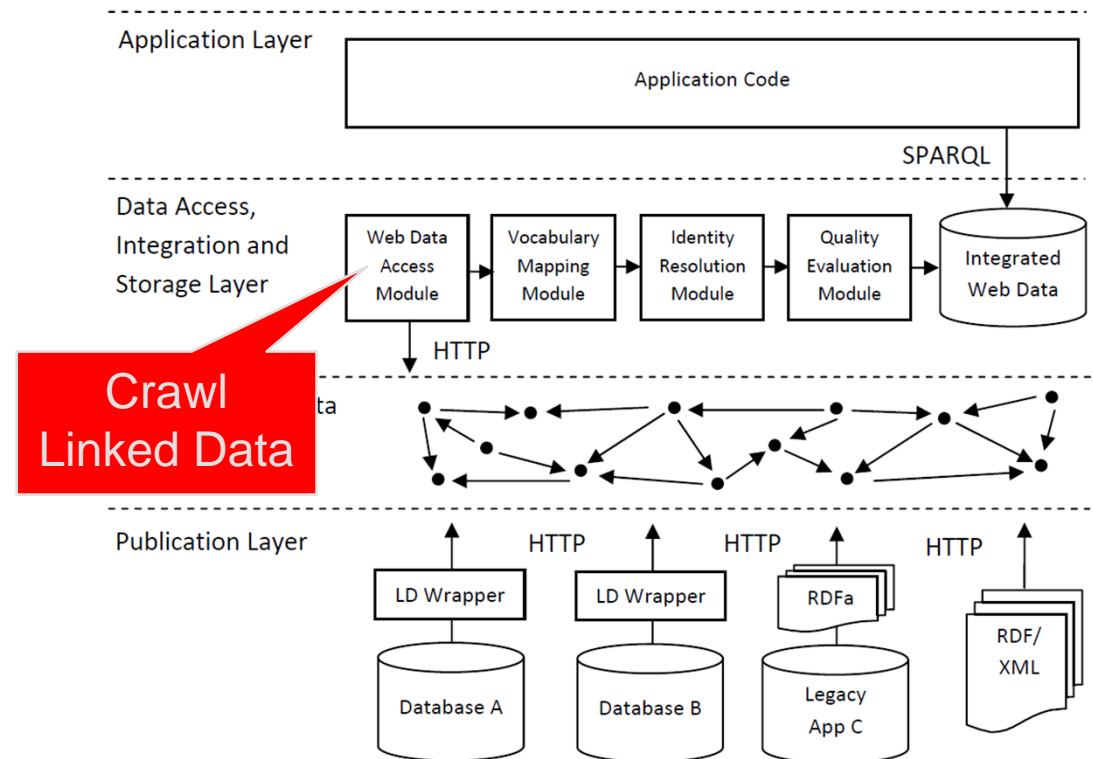 Application Layer
Application Code
SPARQL
Data Access,
Integration and
Storage Layer
Web Data
Access
Module
Vocabulary
Mapping
Module
Identity
Resolution
Module
Quality
Evaluation
Module
Integrated
Web Data
HTTP
Crawl
Linked Data
ta
Publication Layer
HTTP
HTTP
HTTP
LD Wrapper
LD Wrapper
RDFa
RDF/
XML
Database A
Database B
Legacy
App C